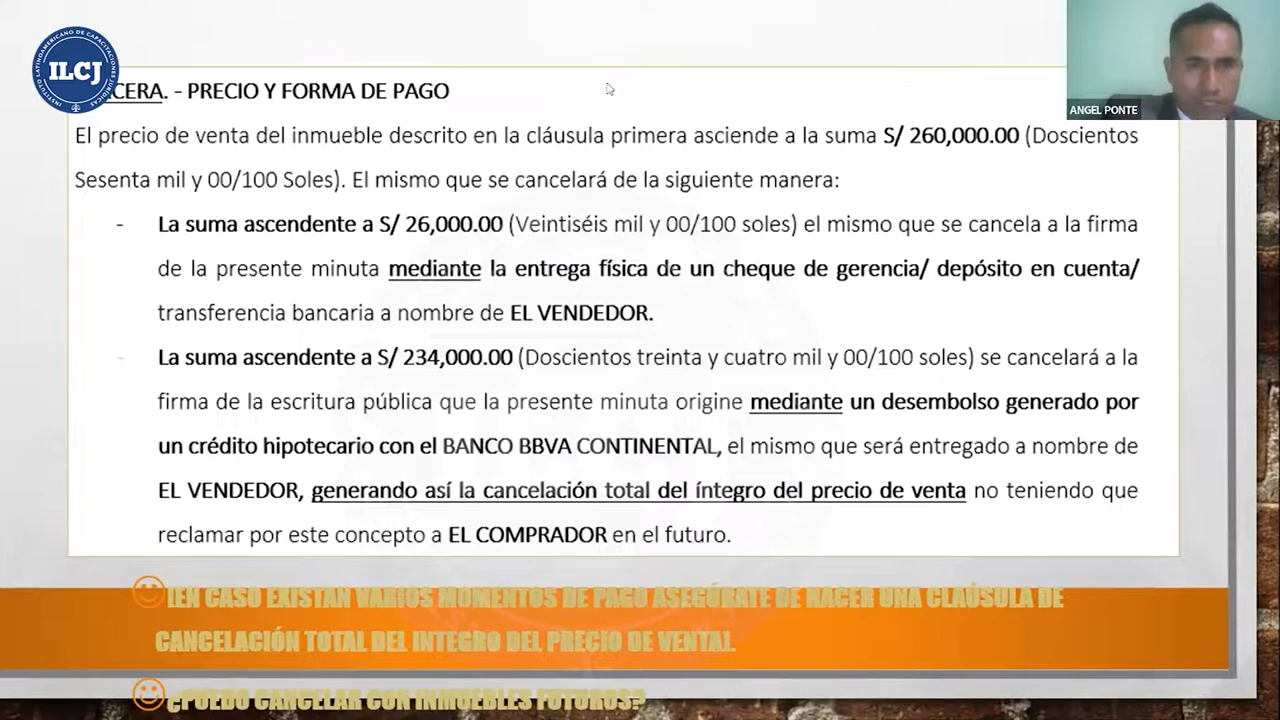 INSTITUTO LATINOAMERICANO DE CAPACITACIONES JURÍDICAS
ILCJ
ANGEL PONTE
CERA. - PRECIO Y FORMA DE PAGO
El precio de venta del inmueble descrito en la cláusula primera asciende a la suma S/ 260,000.00 (Doscientos
Sesenta mil y 00/100 Soles). El mismo que se cancelará de la siguiente manera:
- La suma ascendente a S/ 26,000.00 (Veintiséis mil y 00/100 soles) el mismo que se cancela a la firma
de la presente minuta mediante la entrega física de un cheque de gerencia/ depósito en cuenta/
transferencia bancaria a nombre de EL VENDEDOR.
- La suma ascendente a S/ 234,000.00 (Doscientos treinta y cuatro mil y 00/100 soles) se cancelará a la
firma de la escritura pública que la presente minuta origine mediante un desembolso generado por
un crédito hipotecario con el BANCO BBVA CONTINENTAL, el mismo que será entregado a nombre de
EL VENDEDOR, generando así la cancelación total del íntegro del precio de venta no teniendo que
reclamar por este concepto a EL COMPRADOR en el futuro.
¡EN CASO EXISTAN VARIOS MOMENTOS DE PAGO ASEGÚRATE DE HACER UNA CLAÚSULA DE
CANCELACIÓN TOTAL DEL INTEGRO DEL PRECIO DE VENTA!.
¿PUEDO CANCELAR CON INMUEBLES FUTUROS?